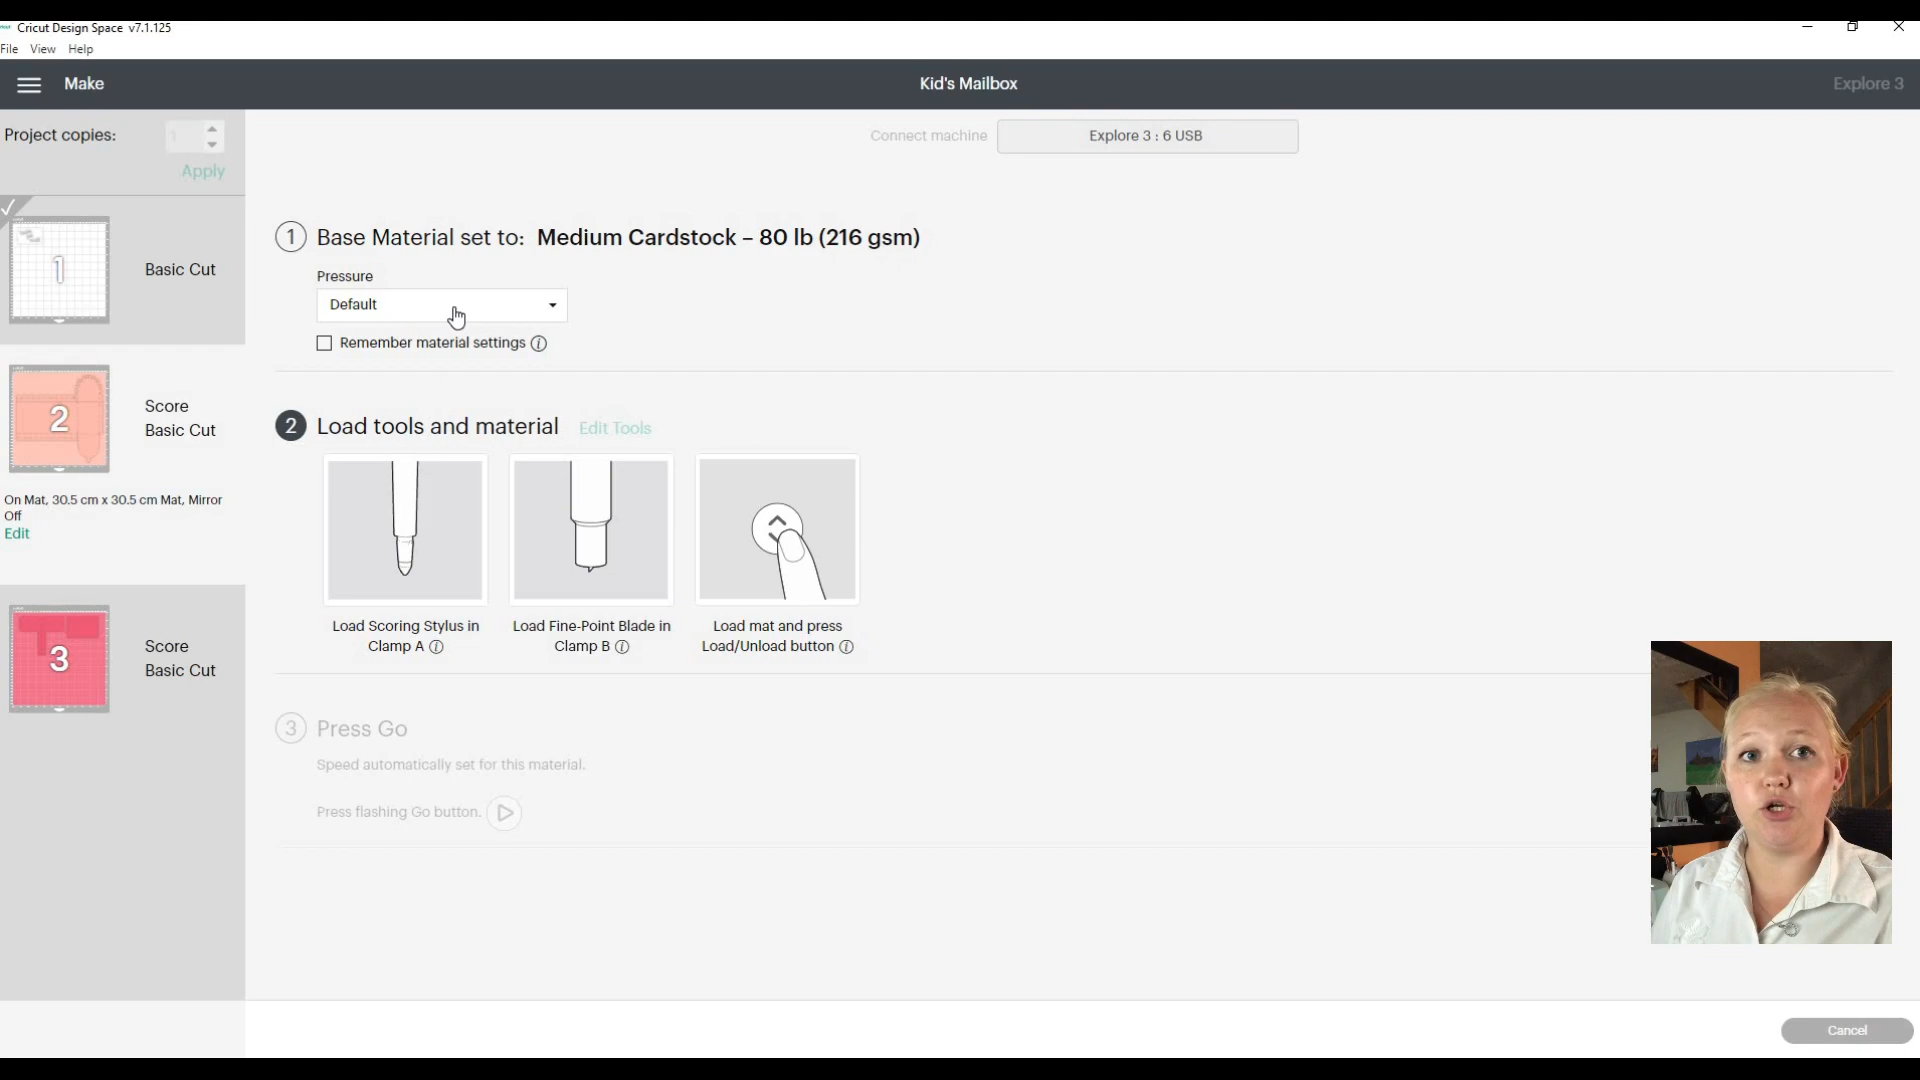 Cricut Design Space v7.1.125
File View Help
Make
Kid's Mailbox
Explore 3
Project copies:
1
Apply
Connect machine
Explore 3 : 6 USB
1
Basic Cut
2
Score
Basic Cut
On Mat, 30.5 cm x 30.5 cm Mat, Mirror
Off
Edit
3
Score
Basic Cut
1 Base Material set to: Medium Cardstock – 80 lb (216 gsm)
Pressure
Default
Remember material settings
2 Load tools and material Edit Tools
Load Scoring Stylus in
Clamp A
Load Fine-Point Blade in
Clamp B
Load mat and press
Load/Unload button
3 Press Go
Speed automatically set for this material.
Press flashing Go button.
Cancel